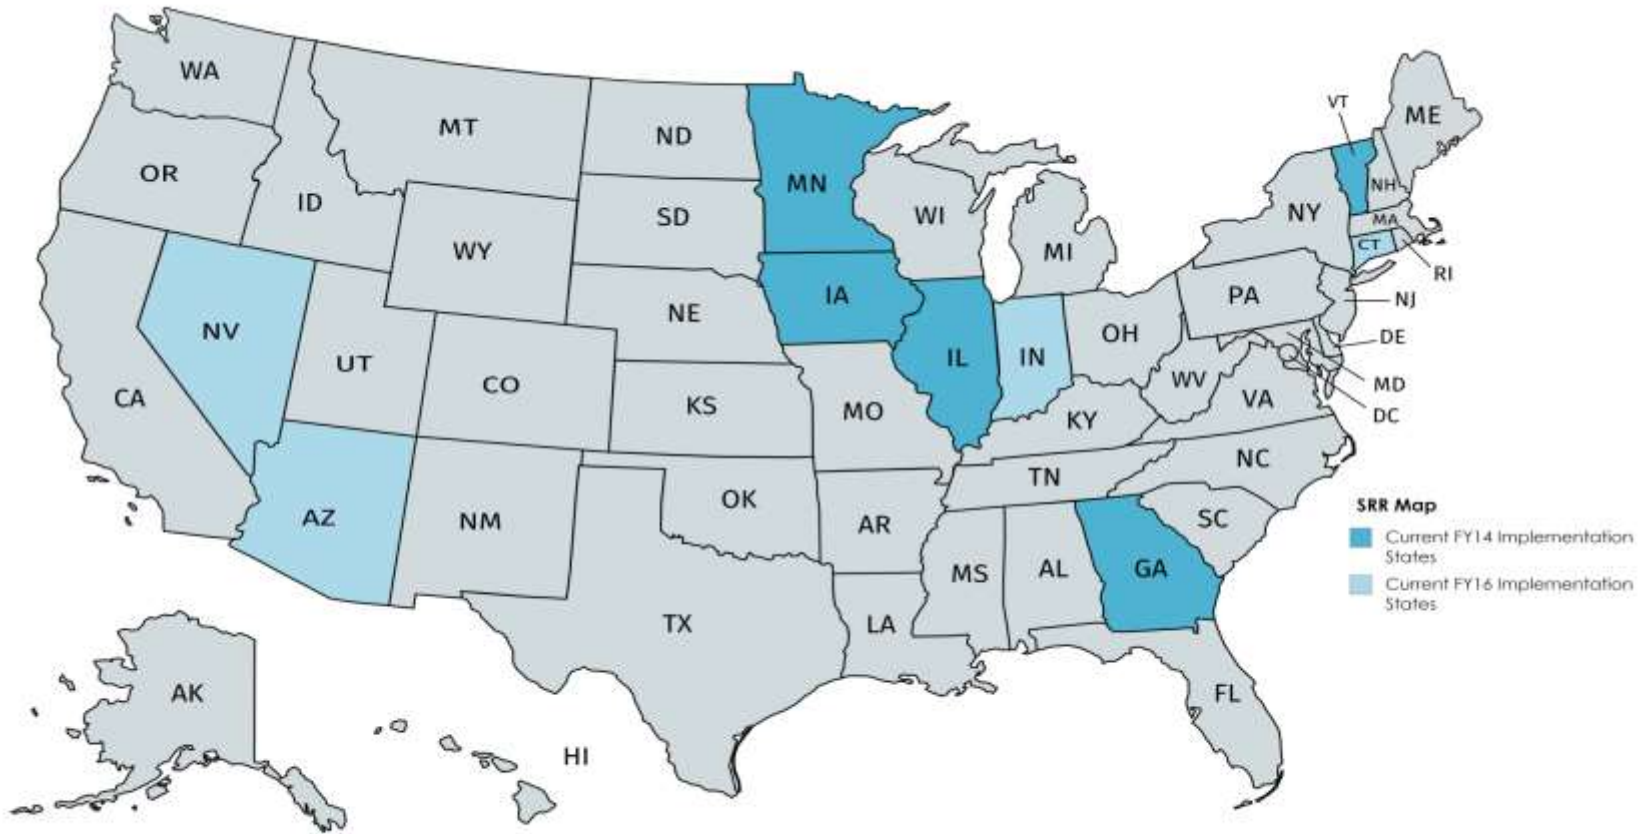 WA
MT
ND
MN
VT
ME
OR
ID
SD
WI
MI
NY
NH
MA
CT
RI
WY
IA
NE
PA
NJ
NV
UT
CO
IL
IN
OH
DE
CA
KS
MO
WV
VA
MD
DC
KY
NC
TN
AZ
NM
OK
AR
SC
MS
AL
GA
TX
LA
FL
AK
HI
SRR Map
Current FY14 Implementation
States
Current FY16 Implementation
States